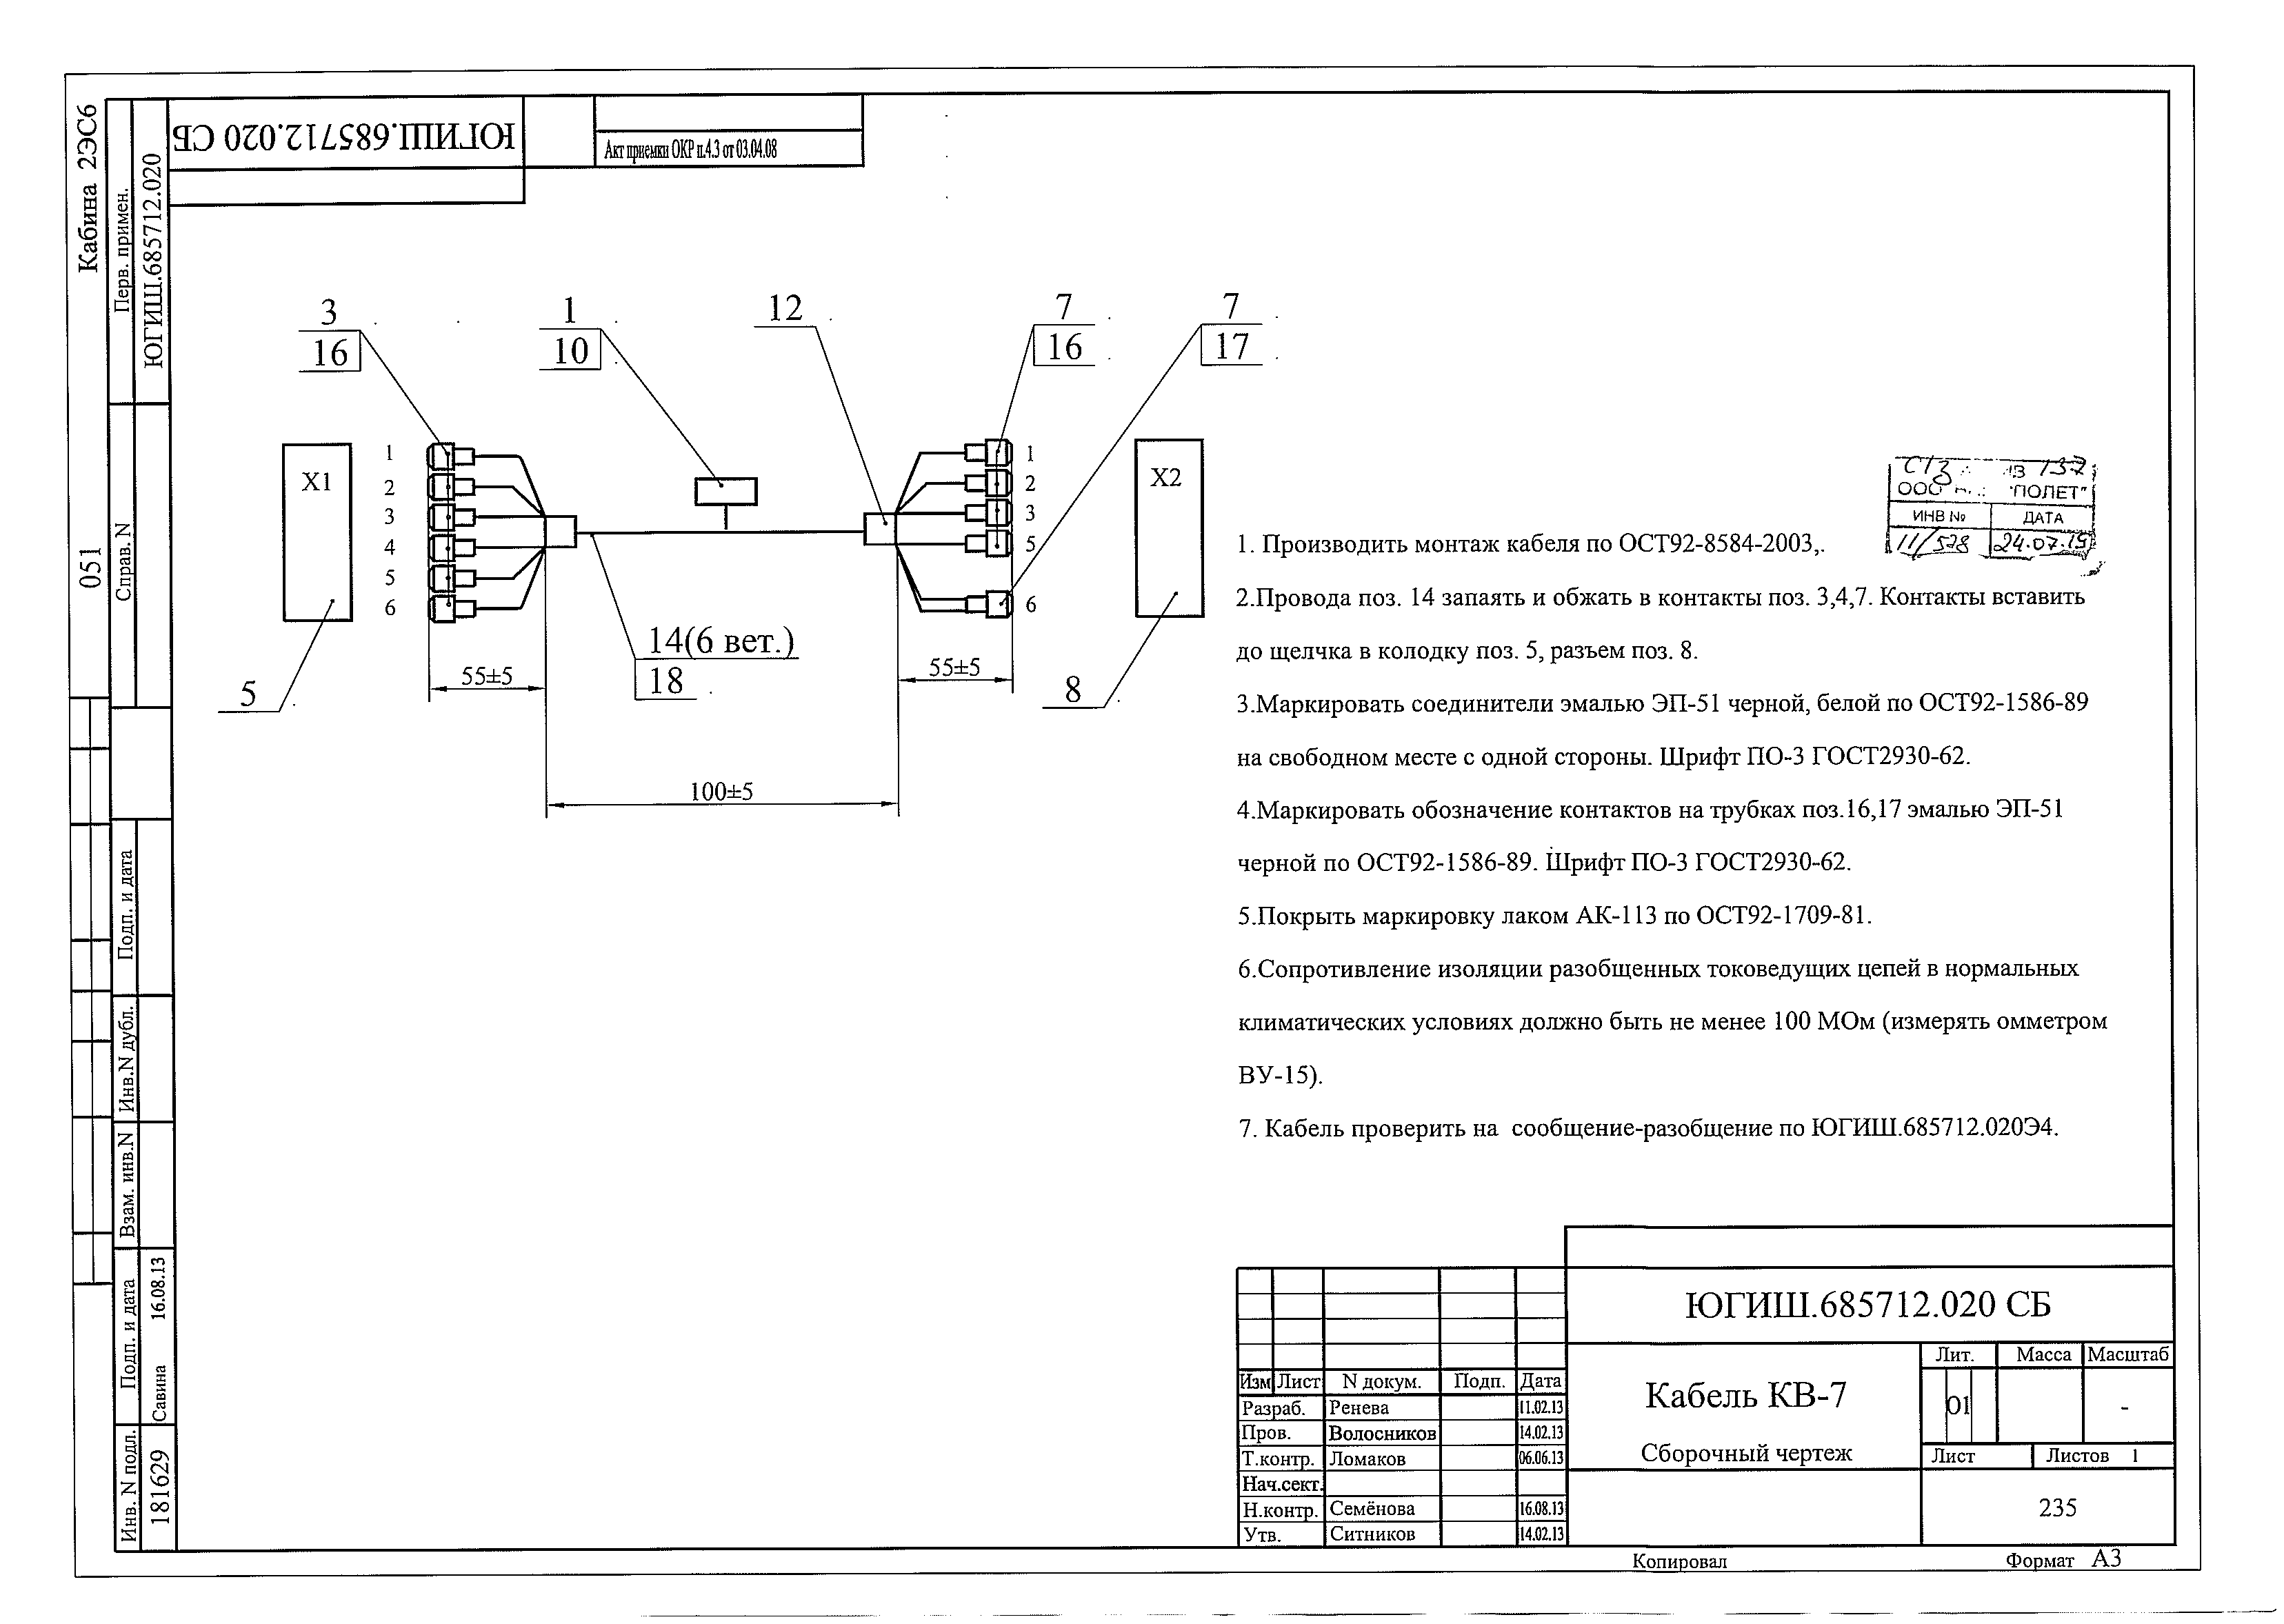 Кабина 2ЭС6
051
Перв. примен.
ЮГИШ.685712.020
Справ. N
Подп. и дата
Инв.N дубл.
Взам. инв.N
Подп. и дата
Савина 16.08.13
Инв. N подл.
181629
ЮГИШ.685712.020 СБ
Акт приемки ОКР п.4.3 от 03.04.08
3
16
1
10
12
7
16
7
17
X1
1
2
3
4
5
6
X2
1
2
3
5
6
14(6 вет.)
18
5
8
55±5
55±5
100±5
ООО "ПОЛЕТ"
ИНВ № ДАТА
11/528 24.07.15
1. Производить монтаж кабеля по ОСТ92-8584-2003,.
2.Провода поз. 14 запаять и обжать в контакты поз. 3,4,7. Контакты вставить
до щелчка в колодку поз. 5, разъем поз. 8.
3.Маркировать соединители эмалью ЭП-51 черной, белой по ОСТ92-1586-89
на свободном месте с одной стороны. Шрифт ПО-3 ГОСТ2930-62.
4.Маркировать обозначение контактов на трубках поз.16,17 эмалью ЭП-51
черной по ОСТ92-1586-89. Шрифт ПО-3 ГОСТ2930-62.
5.Покрыть маркировку лаком АК-113 по ОСТ92-1709-81.
6.Сопротивление изоляции разобщенных токоведущих цепей в нормальных
климатических условиях должно быть не менее 100 МОм (измерять омметром
ВУ-15).
7. Кабель проверить на сообщение-разобщение по ЮГИШ.685712.020Э4.
ЮГИШ.685712.020 СБ
Изм Лист N докум. Подп. Дата
Разраб. Ренева 11.02.13
Пров. Волосников 14.02.13
Т.контр. Ломаков 06.06.13
Нач.сект.
Н.контр. Семёнова 16.08.13
Утв. Ситников 14.02.13
Кабель КВ-7
Сборочный чертеж
Лит. Масса Масштаб
01 -
Лист Листов 1
235
Копировал Формат А3